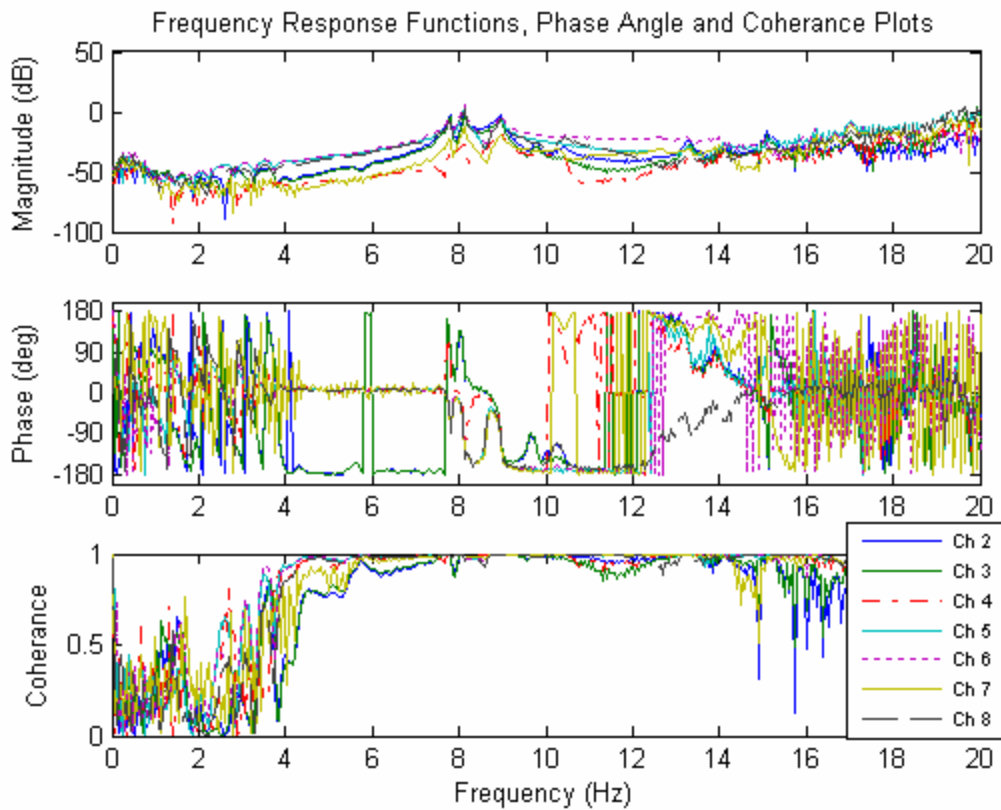 Frequency Response Functions, Phase Angle and Coherance Plots
Magnitude (dB)
50
0
-50
-100
0 2 4 6 8 10 12 14 16 18 20
Phase (deg)
180
90
0
-90
-180
0 2 4 6 8 10 12 14 16 18 20
Coherance
1
0.5
0
0 2 4 6 8 10 12 14 16 18 20
Frequency (Hz)
Ch 2
Ch 3
Ch 4
Ch 5
Ch 6
Ch 7
Ch 8